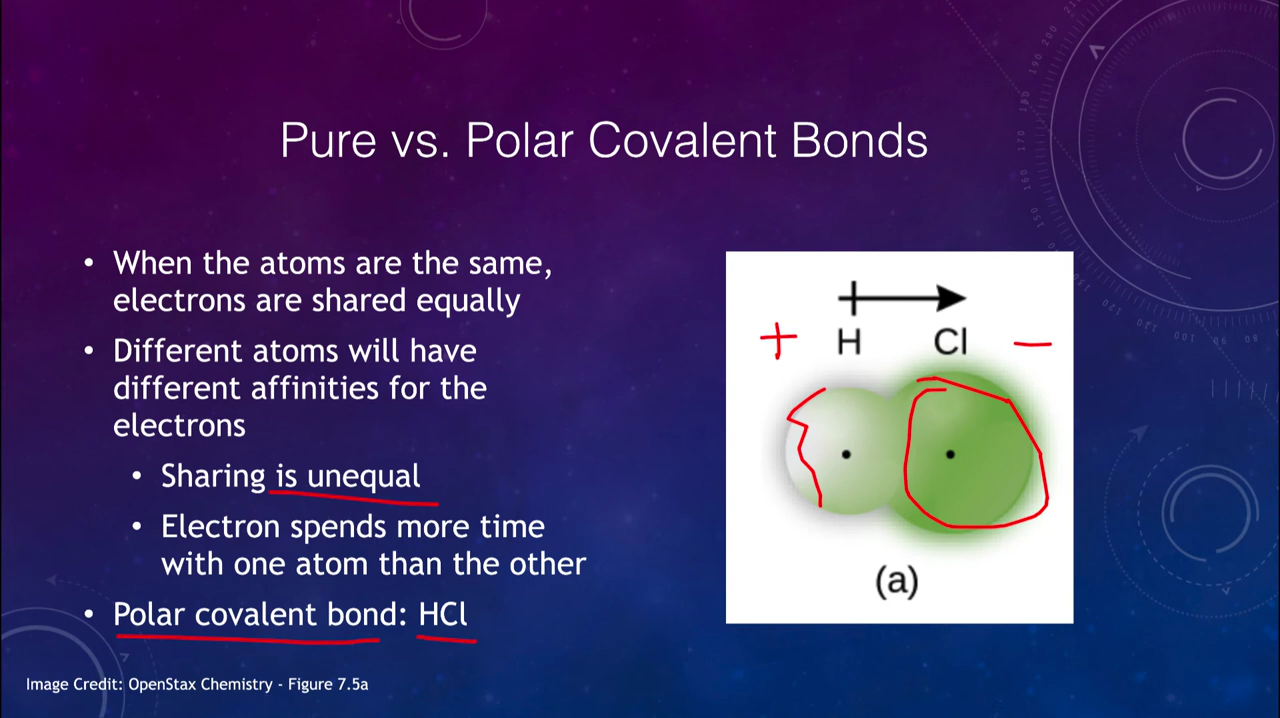 Pure vs. Polar Covalent Bonds
• When the atoms are the same,
electrons are shared equally
• Different atoms will have
different affinities for the
electrons
• Sharing is unequal
• Electron spends more time
with one atom than the other
• Polar covalent bond: HCl
+ H Cl −
(a)
Image Credit: OpenStax Chemistry - Figure 7.5a